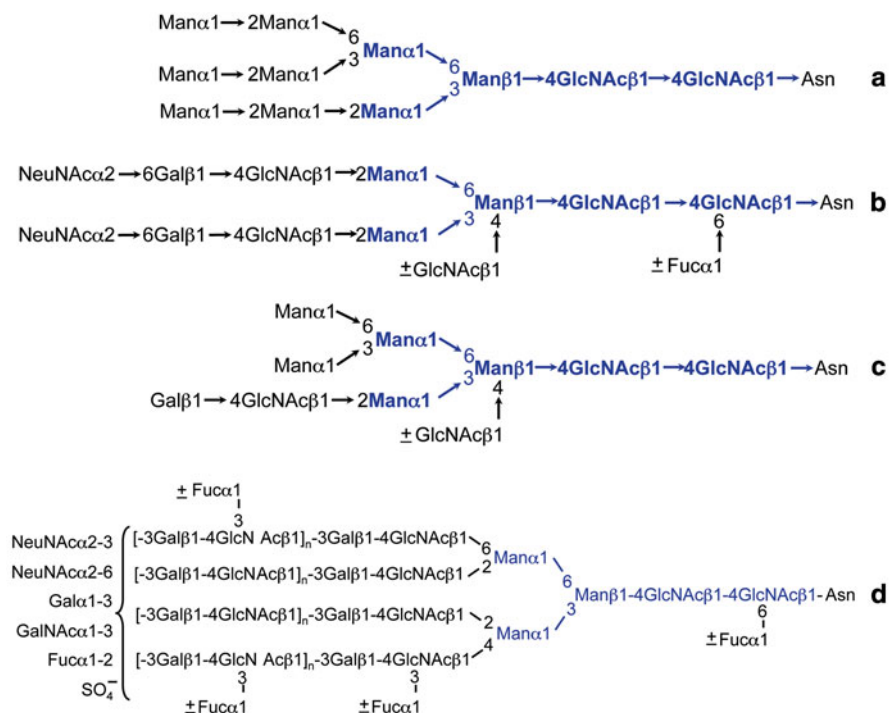 Manα1→2Manα1
6
Manα1
3
Manα1→2Manα1
6
Manβ1→4GlcNAcβ1→4GlcNAcβ1→Asn
3
Manα1→2Manα1→2Manα1
a
NeuNAcα2→6Galβ1→4GlcNAcβ1→2Manα1
6
Manβ1→4GlcNAcβ1→4GlcNAcβ1→Asn
3
4
6
NeuNAcα2→6Galβ1→4GlcNAcβ1→2Manα1
±GlcNAcβ1
±Fucα1
b
Manα1
6
Manα1
3
Manα1
6
Manβ1→4GlcNAcβ1→4GlcNAcβ1→Asn
3
4
Galβ1→4GlcNAcβ1→2Manα1
±GlcNAcβ1
c
± Fucα1
3
NeuNAcα2-3
NeuNAcα2-6
Galα1-3
GalNAcα1-3
Fucα1-2
SO₄⁻
[-3Galβ1-4GlcN Acβ1]n-3Galβ1-4GlcNAcβ1
6
Manα1
2
[-3Galβ1-4GlcNAcβ1]n-3Galβ1-4GlcNAcβ1
6
Manβ1-4GlcNAcβ1-4GlcNAcβ1-Asn
3
6
±Fucα1
[-3Galβ1-4GlcNAcβ1]n-3Galβ1-4GlcNAcβ1
2
Manα1
4
[-3Galβ1-4GlcN Acβ1]n-3Galβ1-4GlcNAcβ1
3
3
±Fucα1
±Fucα1
d